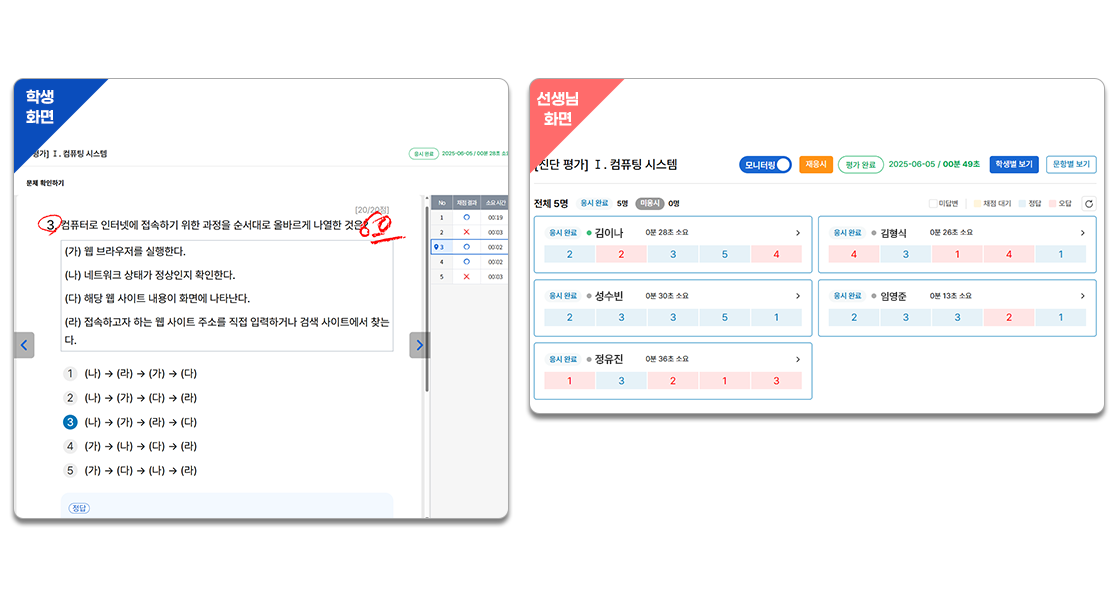 학생
화면
평가] Ⅰ. 컴퓨팅 시스템
응시 완료 2025-06-05 / 00분 28초 소
문제 확인하기
[20/20점]
3. 컴퓨터로 인터넷에 접속하기 위한 과정을 순서대로 올바르게 나열한 것은?
20
(가) 웹 브라우저를 실행한다.
(나) 네트워크 상태가 정상인지 확인한다.
(다) 해당 웹 사이트 내용이 화면에 나타난다.
(라) 접속하고자 하는 웹 사이트 주소를 직접 입력하거나 검색 사이트에서 찾는
다.
1 (나) → (라) → (가) → (다)
2 (나) → (가) → (다) → (라)
3 (나) → (가) → (라) → (다)
4 (가) → (나) → (다) → (라)
5 (가) → (다) → (나) → (라)
정답
No 채점 결과 소요 시간
1 O 00:19
2 X 00:03
3 O 00:02
4 O 00:02
5 X 00:03
선생님
화면
[진단 평가] Ⅰ. 컴퓨팅 시스템
모니터링 재응시 평가 완료 2025-06-05 / 00분 49초 학생별 보기 문항별 보기
전체 5명 응시 완료 5명 미응시 0명
미답변 채점 대기 정답 오답
응시 완료 김이나 0분 28초 소요
2 2 3 5 4
응시 완료 김형식 0분 26초 소요
4 3 1 4 1
응시 완료 성수빈 0분 30초 소요
2 3 3 5 1
응시 완료 임영준 0분 13초 소요
2 3 3 2 1
응시 완료 정유진 0분 36초 소요
1 3 2 1 3